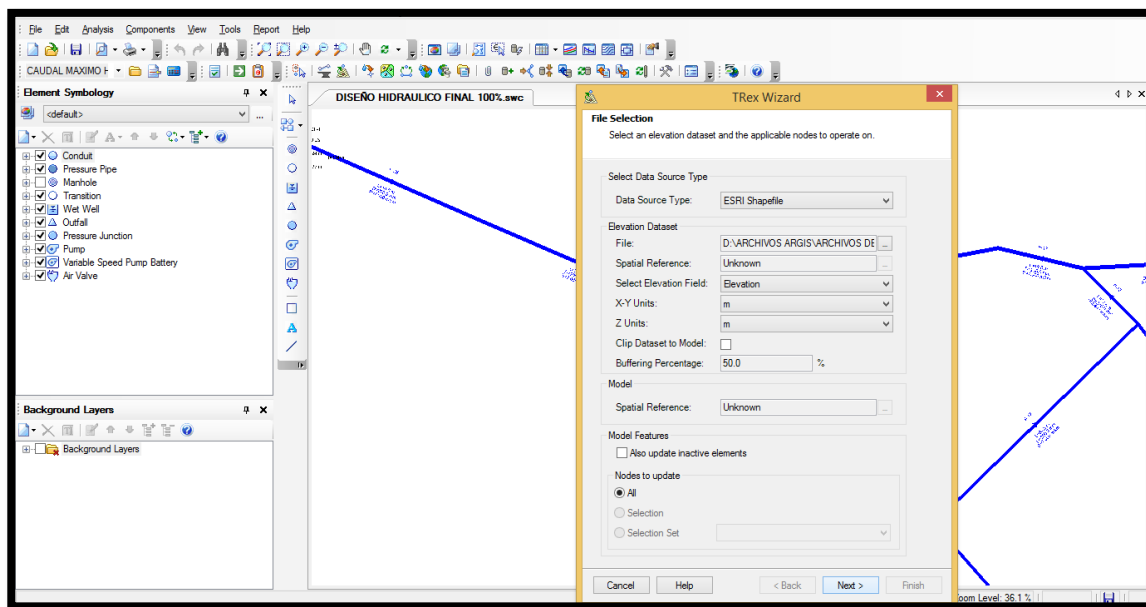 File Edit Analysis Components View Tools Report Help
CAUDAL MAXIMO H
Element Symbology
<default>
Conduit
Pressure Pipe
Manhole
Transition
Wet Well
Outfall
Pressure Junction
Pump
Variable Speed Pump Battery
Air Valve
Background Layers
Background Layers
DISEÑO HIDRAULICO FINAL 100%.swc
TRex Wizard
File Selection
Select an elevation dataset and the applicable nodes to operate on.
Select Data Source Type
Data Source Type: ESRI Shapefile
Elevation Dataset
File: D:\ARCHIVOS ARGIS\ARCHIVOS DE ...
Spatial Reference: Unknown ...
Select Elevation Field: Elevation
X-Y Units: m
Z Units: m
Clip Dataset to Model:
Buffering Percentage: 50.0 %
Model
Spatial Reference: Unknown ...
Model Features
Also update inactive elements
Nodes to update
All
Selection
Selection Set
Cancel Help < Back Next > Finish
oom Level: 36.1 %